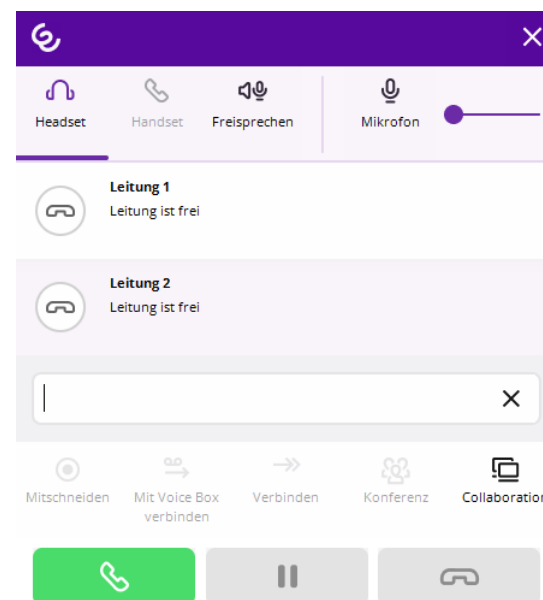 Headset
Handset
Freisprechen
Mikrofon
Leitung 1
Leitung ist frei
Leitung 2
Leitung ist frei
Mitschneiden
Mit Voice Box
verbinden
Verbinden
Konferenz
Collaboration